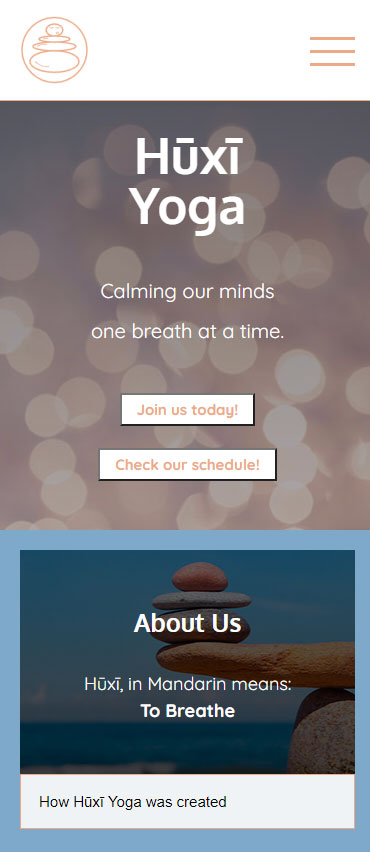 Hūxī
Yoga
Calming our minds
one breath at a time.
Join us today!
Check our schedule!
About Us
Hūxī, in Mandarin means:
To Breathe
How Hūxī Yoga was created